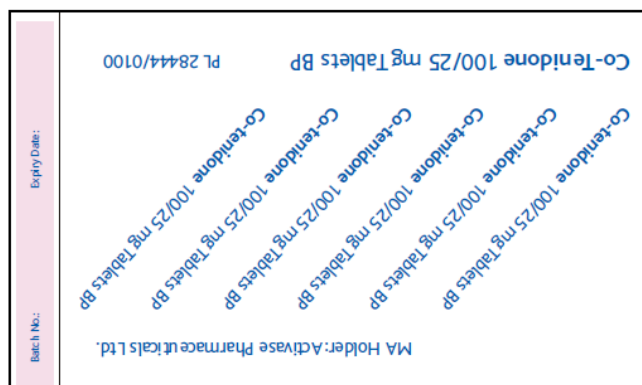 MA Holder:Activase Pharmaceuticals Ltd.
Co-tenidone 100/25 mg Tablets BP
Co-tenidone 100/25 mg Tablets BP
Co-tenidone 100/25 mg Tablets BP
Co-tenidone 100/25 mg Tablets BP
Co-tenidone 100/25 mg Tablets BP
Co-tenidone 100/25 mg Tablets BP
Co-TenIdone 100/25 mg Tablets BP PL 28444/0100
Batch No.: Expiry Date: